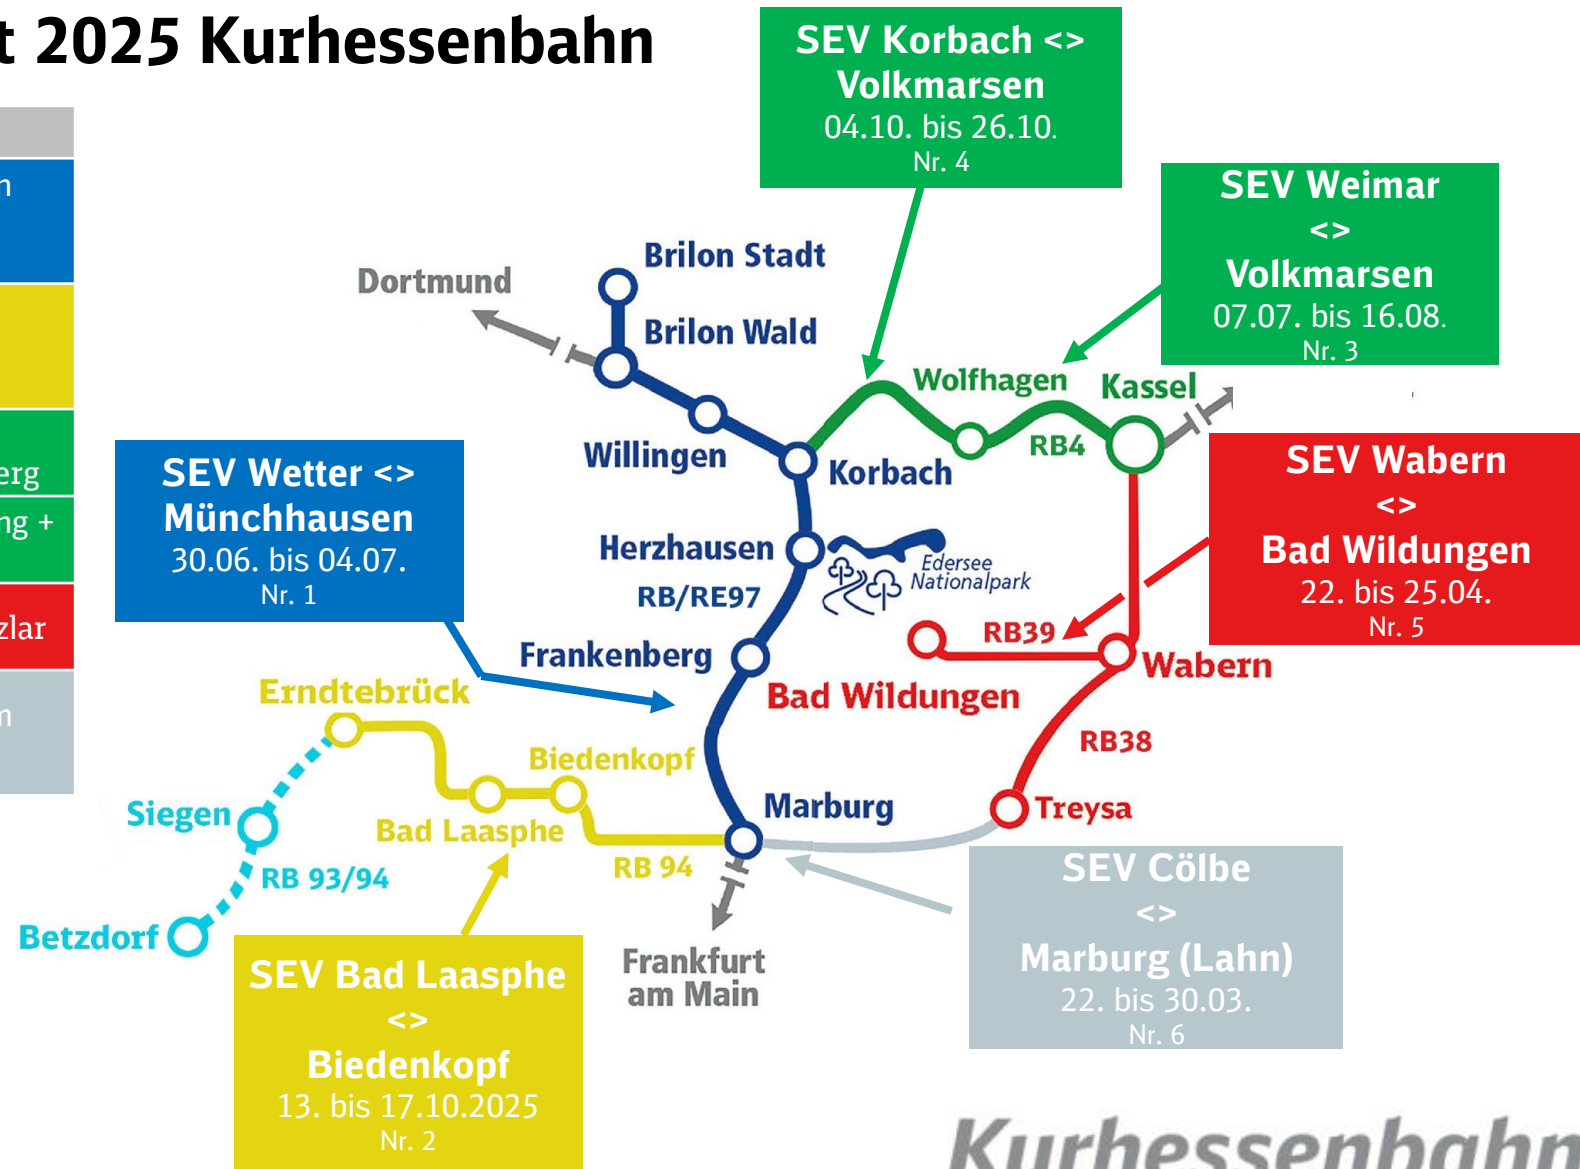 t 2025 Kurhessenbahn
SEV Korbach <>
Volkmarsen
04.10. bis 26.10.
Nr. 4
SEV Weimar
<>
Volkmarsen
07.07. bis 16.08.
Nr. 3
n
erg
ng +
zlar
n
Dortmund
Brilon Stadt
Brilon Wald
Wolfhagen
Kassel
RB4
Willingen
Korbach
SEV Wetter <>
Münchhausen
30.06. bis 04.07.
Nr. 1
SEV Wabern
<>
Bad Wildungen
22. bis 25.04.
Nr. 5
Herzhausen
Edersee
Nationalpark
RB/RE97
RB39
Frankenberg
Wabern
Bad Wildungen
Erndtebrück
RB38
Biedenkopf
Siegen
Marburg
Treysa
Bad Laasphe
RB 94
RB 93/94
Betzdorf
SEV Cölbe
<>
Marburg (Lahn)
22. bis 30.03.
Nr. 6
Frankfurt
am Main
SEV Bad Laasphe
<>
Biedenkopf
13. bis 17.10.2025
Nr. 2
Kurhessenbahn